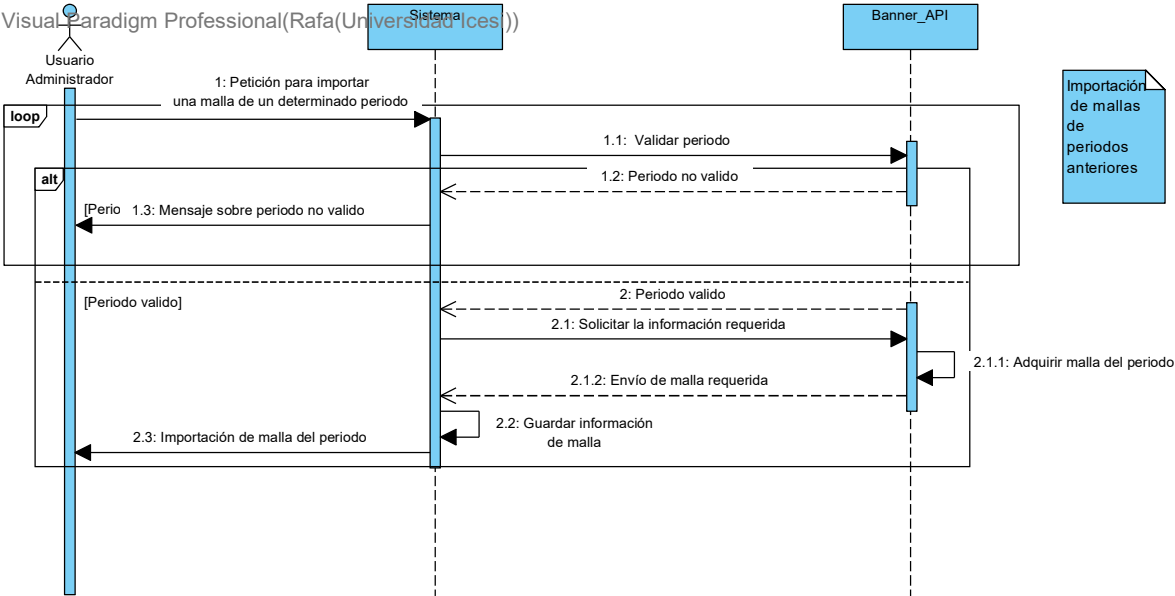 Visual Paradigm Professional(Rafa(Universidad Icesi))
Sistema
Banner_API
Usuario
Administrador
Importación
de mallas
de
periodos
anteriores
1: Petición para importar
una malla de un determinado periodo
loop
1.1: Validar periodo
alt
1.2: Periodo no valido
[Perio
1.3: Mensaje sobre periodo no valido
[Periodo valido]
2: Periodo valido
2.1: Solicitar la información requerida
2.1.1: Adquirir malla del periodo
2.1.2: Envío de malla requerida
2.2: Guardar información
de malla
2.3: Importación de malla del periodo